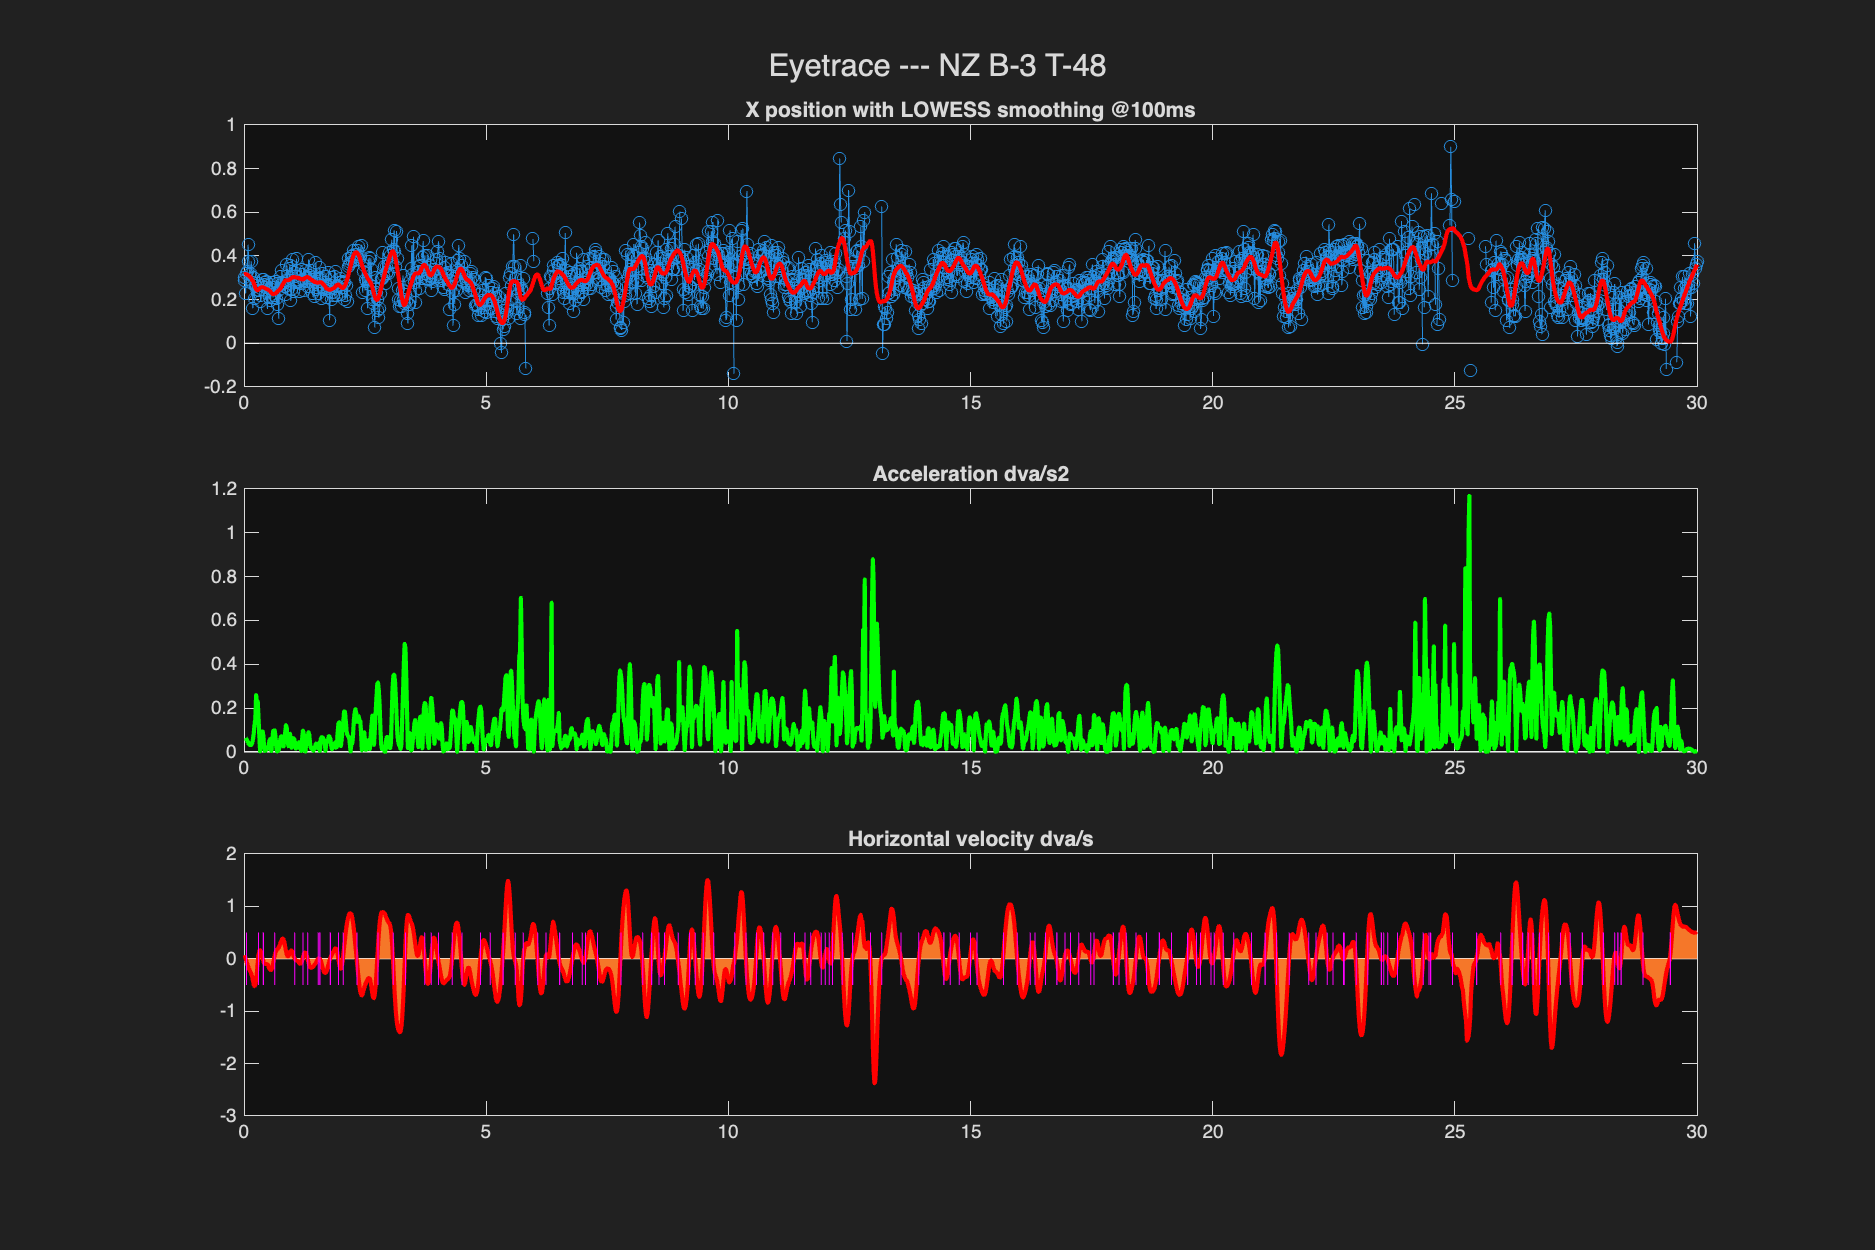 Eyetrace --- NZ B-3 T-48
X position with LOWESS smoothing @100ms
1
0.8
0.6
0.4
0.2
0
-0.2
0 5 10 15 20 25 30
Acceleration dva/s2
1.2
1
0.8
0.6
0.4
0.2
0
0 5 10 15 20 25 30
Horizontal velocity dva/s
2
1
0
-1
-2
-3
0 5 10 15 20 25 30